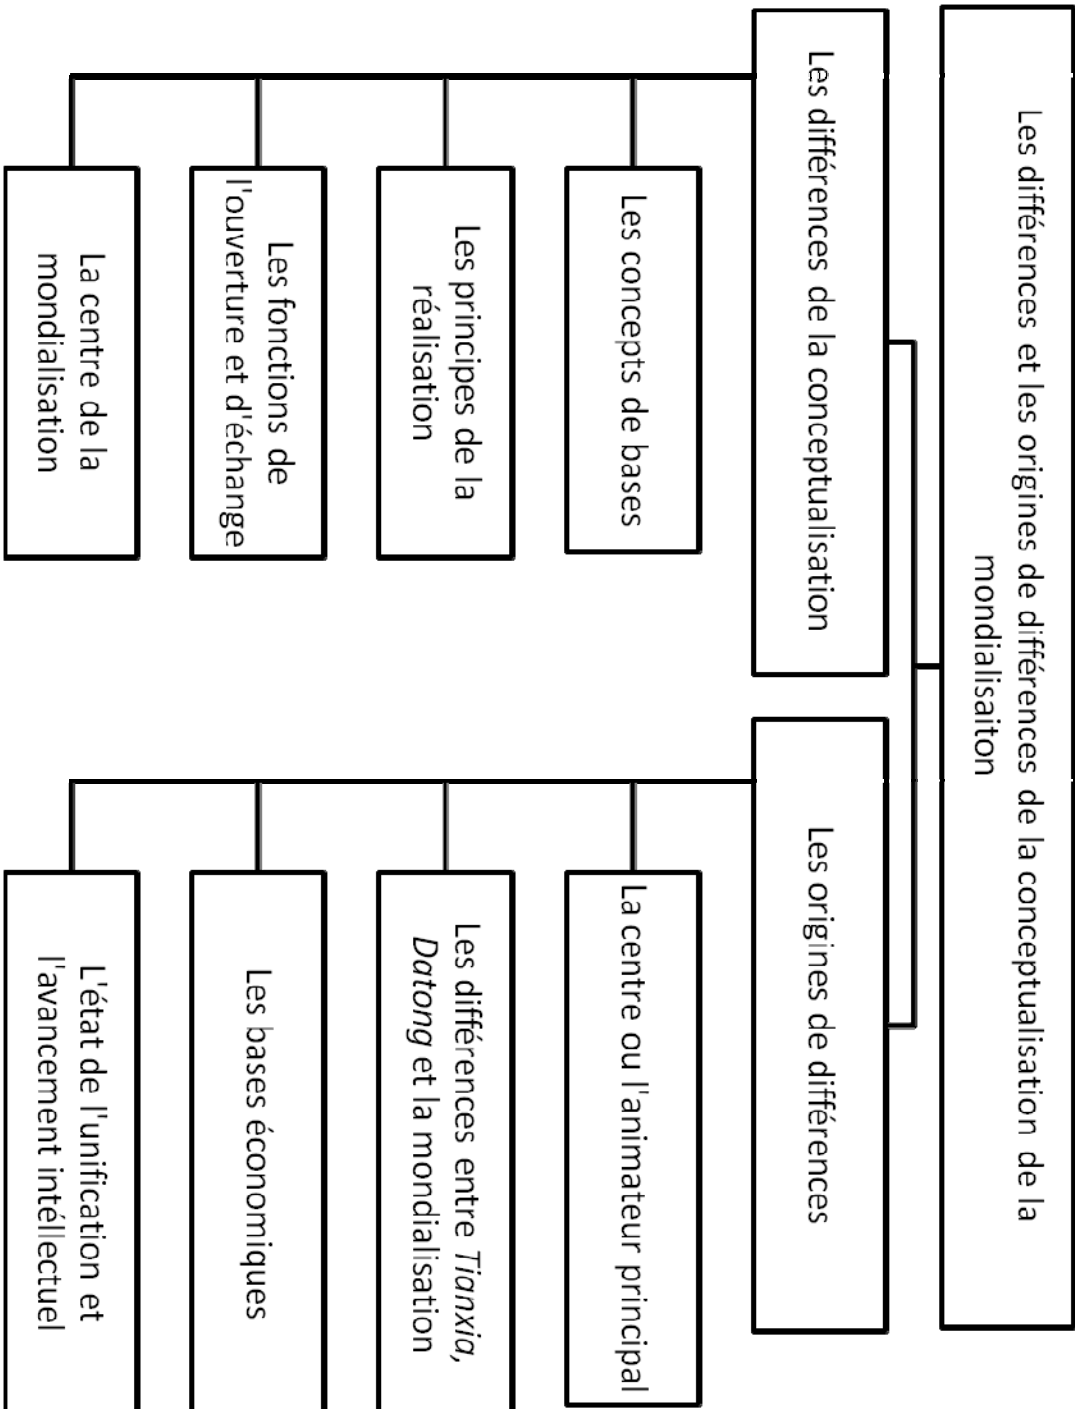 Les différences et les origines de différences de la conceptualisation de la
mondialisaiton
Les différences de la conceptualisation
Les concepts de bases
Les principes de la
réalisation
Les fonctions de
l'ouverture et d'échange
La centre de la
mondialisation
Les origines de différences
La centre ou l'animateur principal
Les différences entre Tianxia,
Datong et la mondialisation
Les bases économiques
L'état de l'unification et
l'avancement intéllectuel